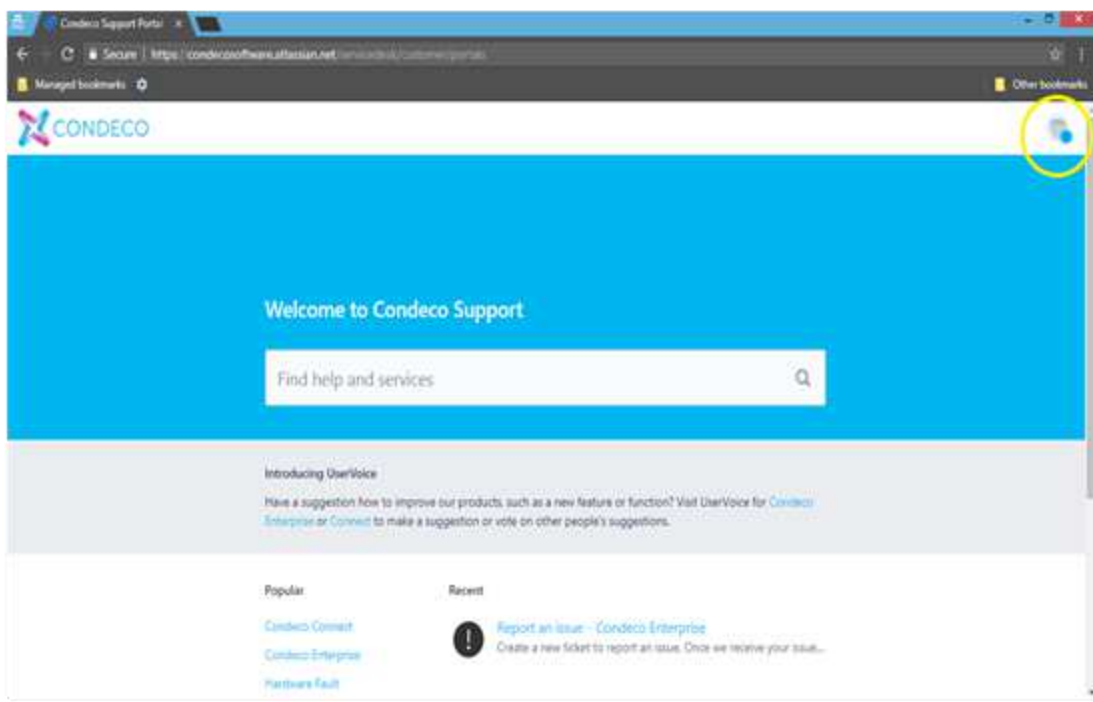 Condeco Support Portal
Secure | https://condecosoftware.atlassian.net/servicedesk/customer/portals
Managed bookmarks
Other bookmarks
CONDECO
Welcome to Condeco Support
Find help and services
Introducing UserVoice
Have a suggestion how to improve our products, such as a new feature or function? Visit UserVoice for Condeco
Enterprise or Connect to make a suggestion or vote on other people's suggestions.
Popular
Recent
Condeco Connect
Report an issue - Condeco Enterprise
Create a new ticket to report an issue. Once we receive your issue...
Condeco Enterprise
Hardware Fault